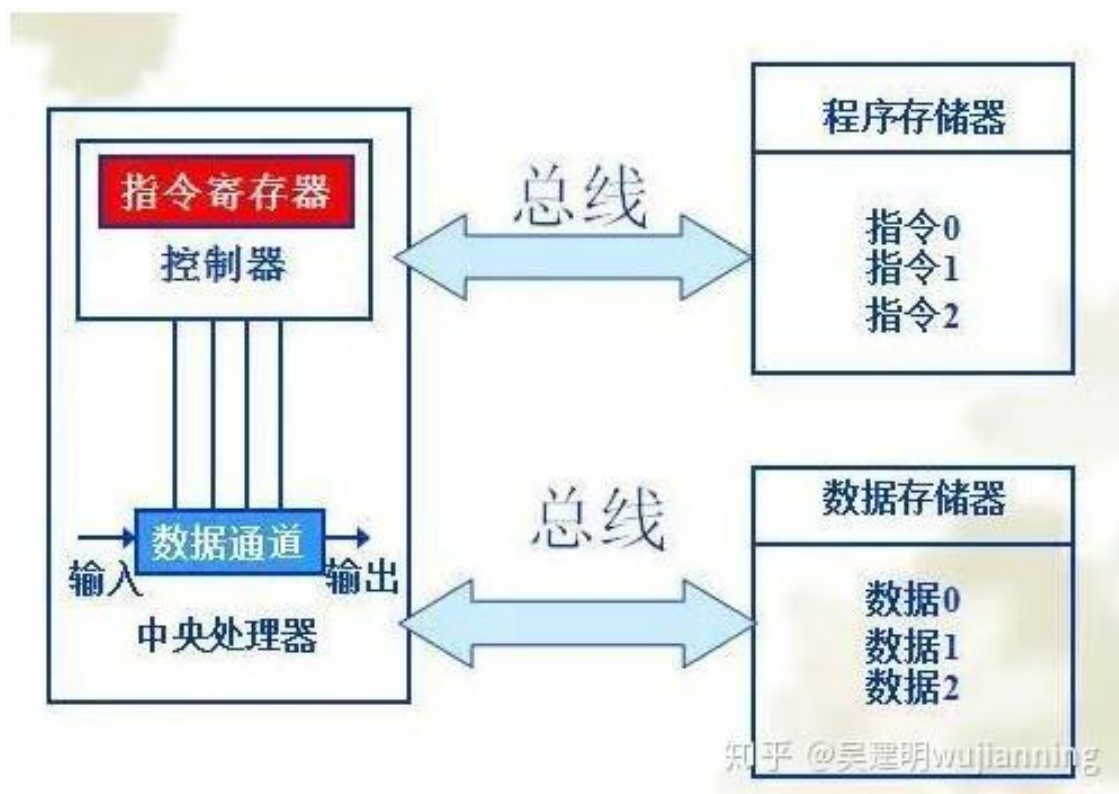 指令寄存器
控制器
数据通道
输入
输出
中央处理器
总线
程序存储器
指令0
指令1
指令2
总线
数据存储器
数据0
数据1
数据2
知乎 @吴建明wujianning